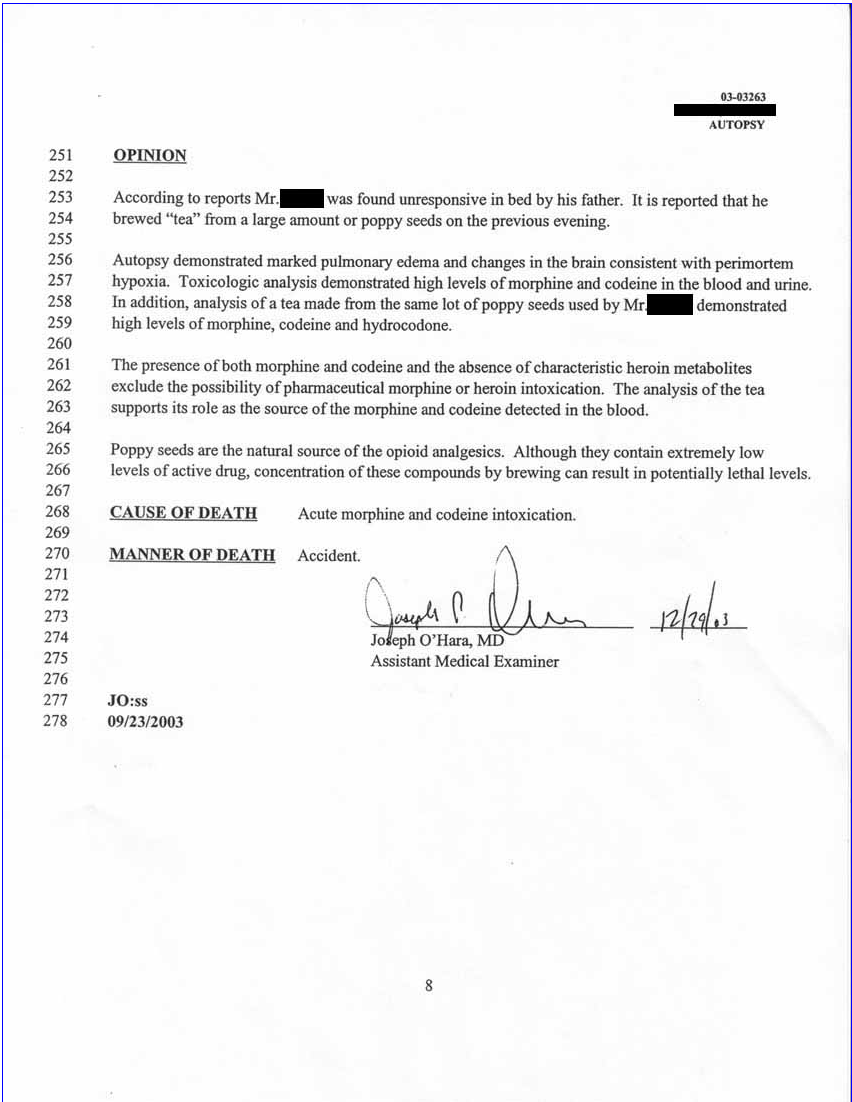 03-03263
AUTOPSY
251 OPINION
252
253 According to reports Mr. was found unresponsive in bed by his father. It is reported that he
254 brewed “tea” from a large amount or poppy seeds on the previous evening.
255
256 Autopsy demonstrated marked pulmonary edema and changes in the brain consistent with perimortem
257 hypoxia. Toxicologic analysis demonstrated high levels of morphine and codeine in the blood and urine.
258 In addition, analysis of a tea made from the same lot of poppy seeds used by Mr. demonstrated
259 high levels of morphine, codeine and hydrocodone.
260
261 The presence of both morphine and codeine and the absence of characteristic heroin metabolites
262 exclude the possibility of pharmaceutical morphine or heroin intoxication. The analysis of the tea
263 supports its role as the source of the morphine and codeine detected in the blood.
264
265 Poppy seeds are the natural source of the opioid analgesics. Although they contain extremely low
266 levels of active drug, concentration of these compounds by brewing can result in potentially lethal levels.
267
268 CAUSE OF DEATH Acute morphine and codeine intoxication.
269
270 MANNER OF DEATH Accident.
271
272
273 Joseph P. O'Hara 12/29/03
274 Joseph O’Hara, MD
275 Assistant Medical Examiner
276
277 JO:ss
278 09/23/2003
8